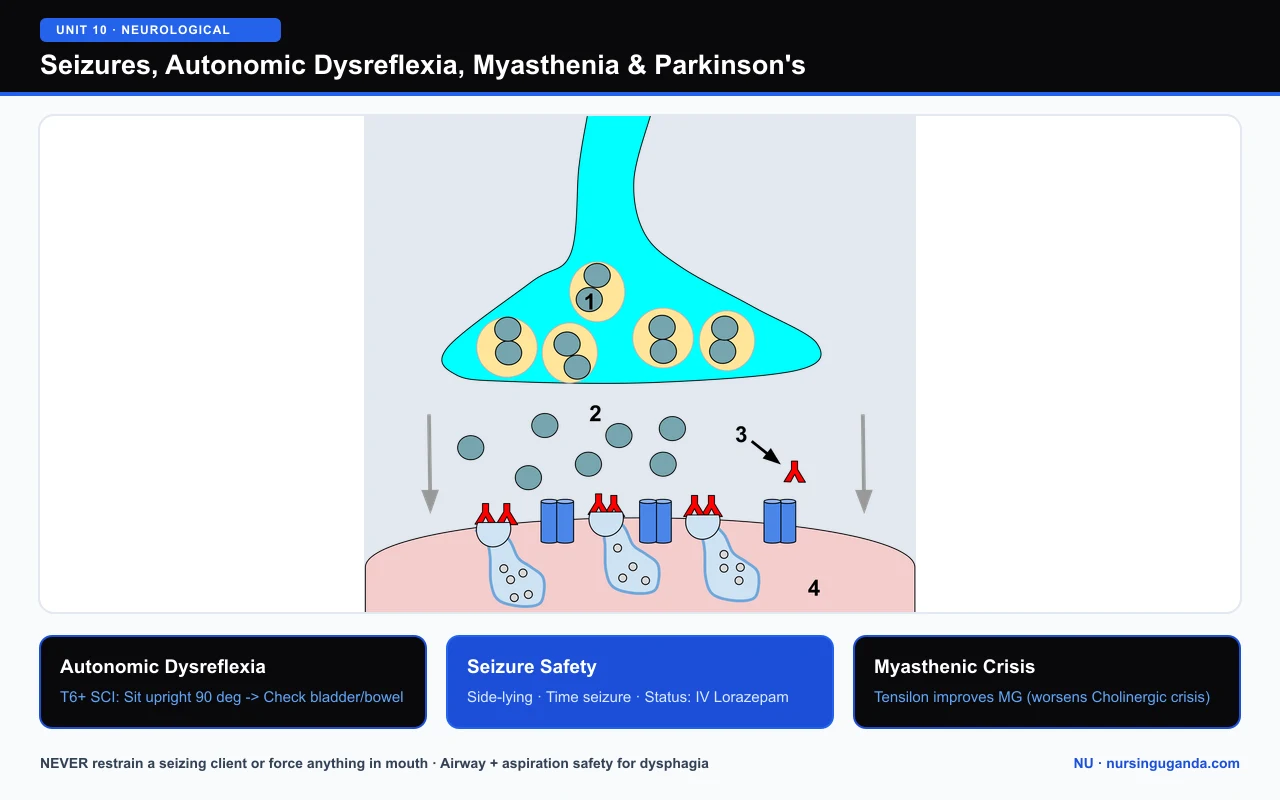 UNIT 10 · NEUROLOGICAL
Seizures, Autonomic Dysreflexia, Myasthenia & Parkinson's
1
2
3
4
Autonomic Dysreflexia
T6+ SCI: Sit upright 90 deg -> Check bladder/bowel
Seizure Safety
Side-lying · Time seizure · Status: IV Lorazepam
Myasthenic Crisis
Tensilon improves MG (worsens Cholinergic crisis)
NEVER restrain a seizing client or force anything in mouth · Airway + aspiration safety for dysphagia
NU · nursinguganda.com